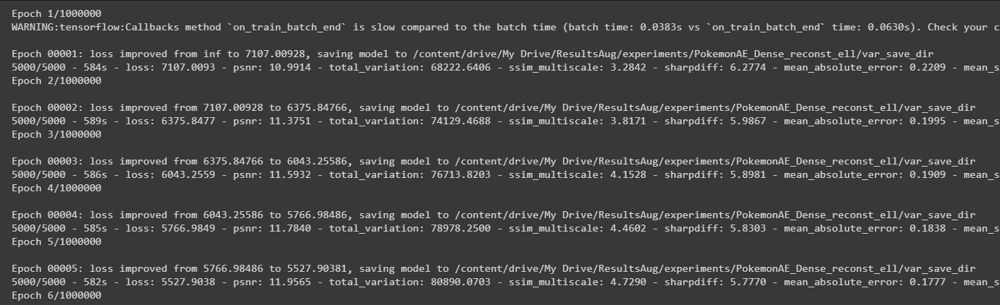 Epoch 1/1000000
WARNING:tensorflow:Callbacks method `on_train_batch_end` is slow compared to the batch time (batch time: 0.0383s vs `on_train_batch_end` time: 0.0630s). Check your c
Epoch 00001: loss improved from inf to 7107.00928, saving model to /content/drive/My Drive/ResultsAug/experiments/PokemonAE_Dense_reconst_ell/var_save_dir
5000/5000 - 584s - loss: 7107.0093 - psnr: 10.9914 - total_variation: 68222.6406 - ssim_multiscale: 3.2842 - sharpdiff: 6.2774 - mean_absolute_error: 0.2209 - mean_s
Epoch 2/1000000
Epoch 00002: loss improved from 7107.00928 to 6375.84766, saving model to /content/drive/My Drive/ResultsAug/experiments/PokemonAE_Dense_reconst_ell/var_save_dir
5000/5000 - 589s - loss: 6375.8477 - psnr: 11.3751 - total_variation: 74129.4688 - ssim_multiscale: 3.8171 - sharpdiff: 5.9867 - mean_absolute_error: 0.1995 - mean_s
Epoch 3/1000000
Epoch 00003: loss improved from 6375.84766 to 6043.25586, saving model to /content/drive/My Drive/ResultsAug/experiments/PokemonAE_Dense_reconst_ell/var_save_dir
5000/5000 - 586s - loss: 6043.2559 - psnr: 11.5932 - total_variation: 76713.8203 - ssim_multiscale: 4.1528 - sharpdiff: 5.8981 - mean_absolute_error: 0.1909 - mean_s
Epoch 4/1000000
Epoch 00004: loss improved from 6043.25586 to 5766.98486, saving model to /content/drive/My Drive/ResultsAug/experiments/PokemonAE_Dense_reconst_ell/var_save_dir
5000/5000 - 585s - loss: 5766.9849 - psnr: 11.7840 - total_variation: 78978.2500 - ssim_multiscale: 4.4602 - sharpdiff: 5.8303 - mean_absolute_error: 0.1838 - mean_s
Epoch 5/1000000
Epoch 00005: loss improved from 5766.98486 to 5527.90381, saving model to /content/drive/My Drive/ResultsAug/experiments/PokemonAE_Dense_reconst_ell/var_save_dir
5000/5000 - 582s - loss: 5527.9038 - psnr: 11.9565 - total_variation: 80890.0703 - ssim_multiscale: 4.7290 - sharpdiff: 5.7770 - mean_absolute_error: 0.1777 - mean_s
Epoch 6/1000000